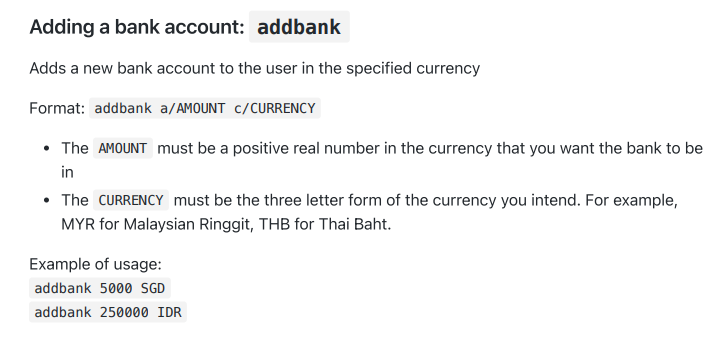 Adding a bank account: addbank
Adds a new bank account to the user in the specified currency
Format: addbank a/AMOUNT c/CURRENCY
• The AMOUNT must be a positive real number in the currency that you want the bank to be
in
• The CURRENCY must be the three letter form of the currency you intend. For example,
MYR for Malaysian Ringgit, THB for Thai Baht.
Example of usage:
addbank 5000 SGD
addbank 250000 IDR